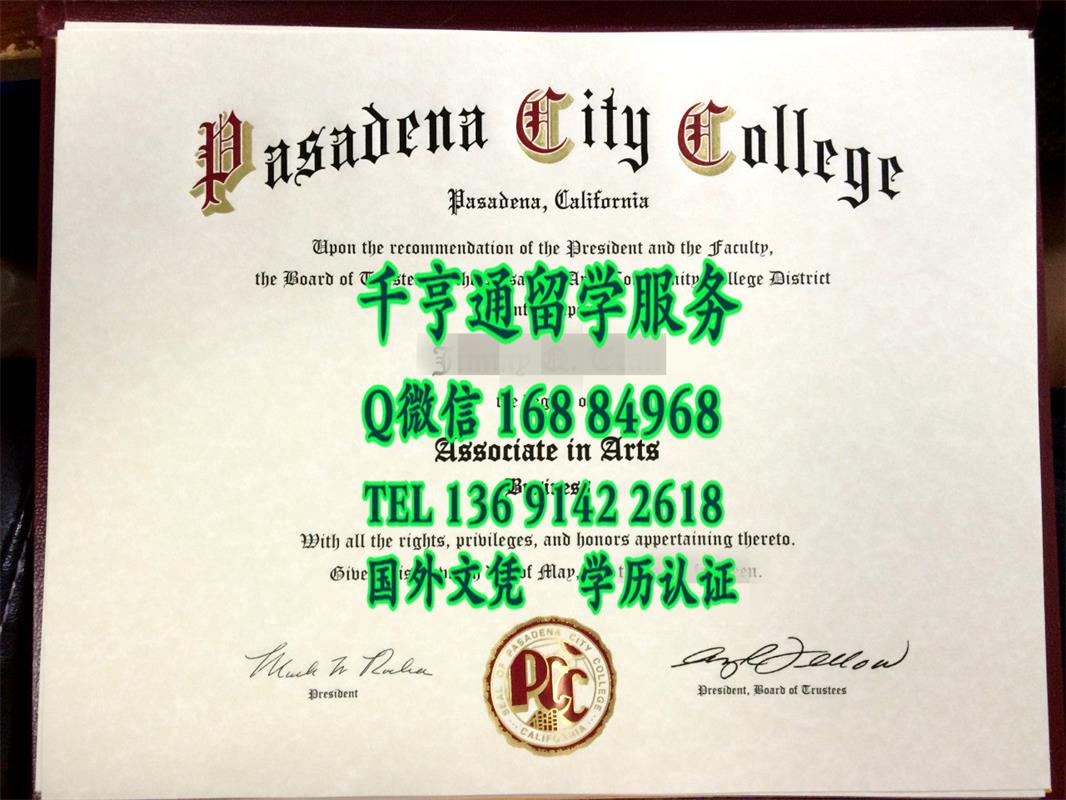 Pasadena City College
Pasadena, California
Upon the recommendation of the President and the Faculty,
the Board of College District
千亨通留学服务
Q微信 168 84968
Associate in Arts
Business
TEL 136 9142 2618
With all the rights, privileges, and honors appertaining thereto.
of May,
国外文凭 学历认证
President
President, Board of Trustees
SEAL OF PASADENA CITY COLLEGE
PCC
CALIFORNIA